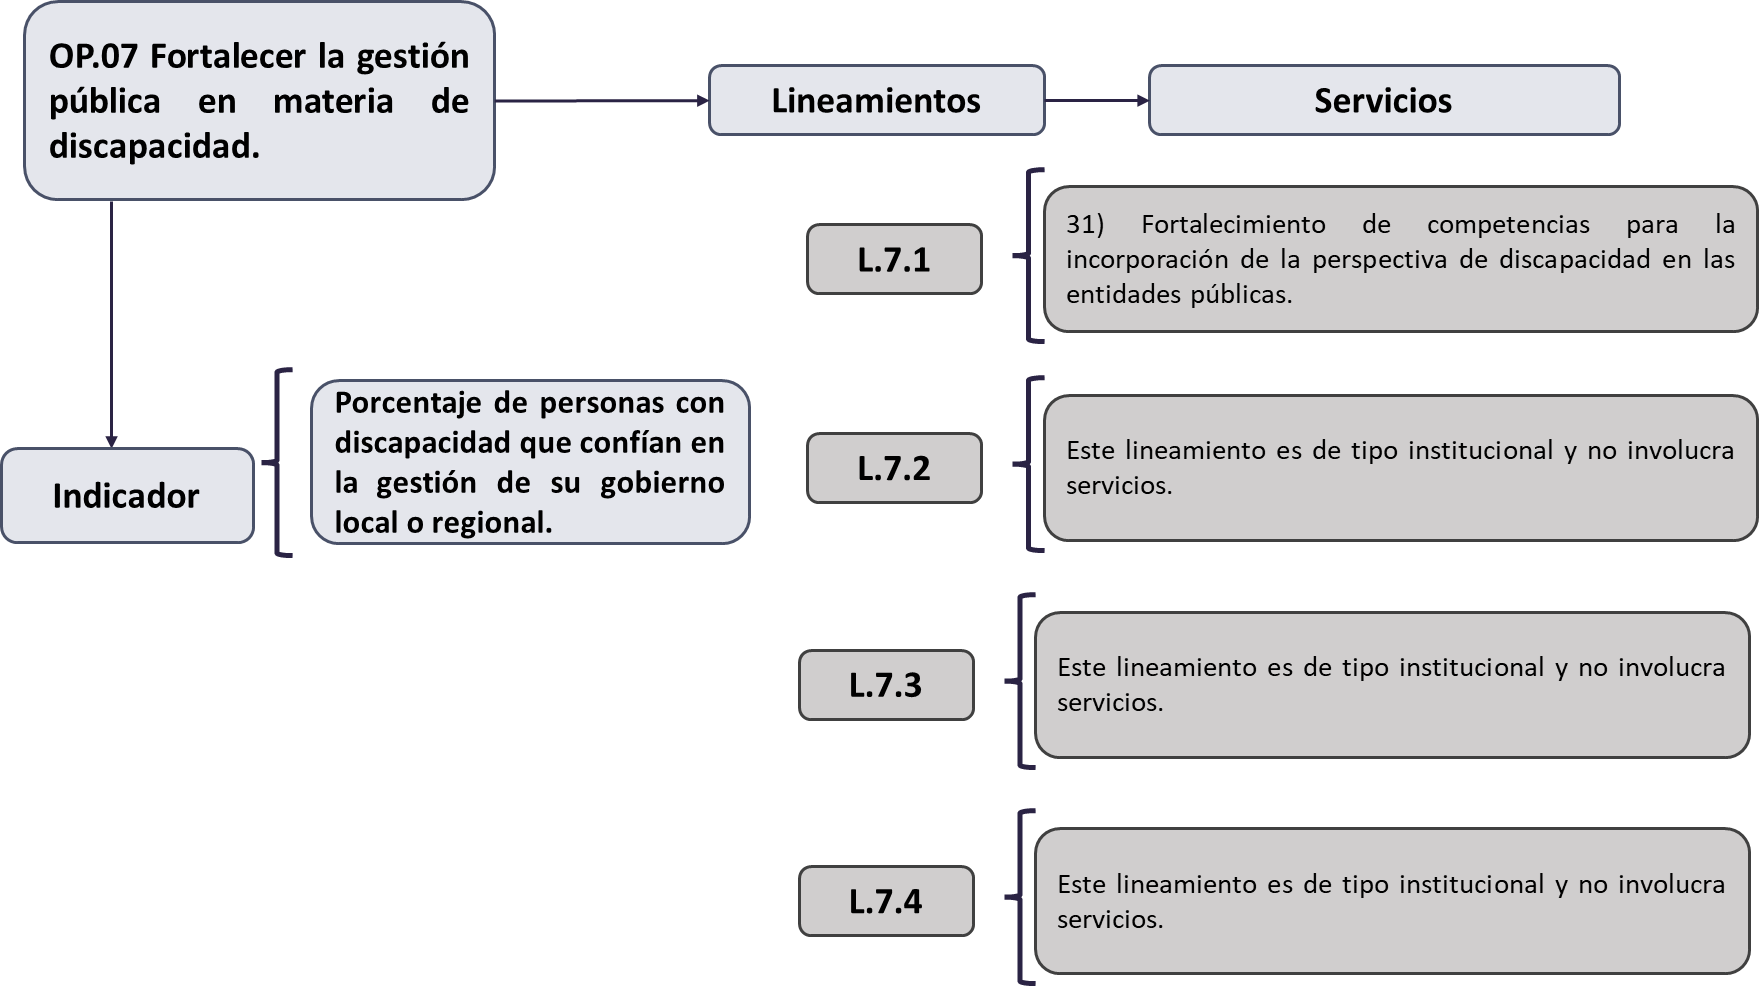 OP.07 Fortalecer la gestión
pública en materia de
discapacidad.
Lineamientos
Servicios
L.7.1
31) Fortalecimiento de competencias para la
incorporación de la perspectiva de discapacidad en las
entidades públicas.
Indicador
Porcentaje de personas con
discapacidad que confían en
la gestión de su gobierno
local o regional.
L.7.2
Este lineamiento es de tipo institucional y no involucra
servicios.
L.7.3
Este lineamiento es de tipo institucional y no involucra
servicios.
L.7.4
Este lineamiento es de tipo institucional y no involucra
servicios.